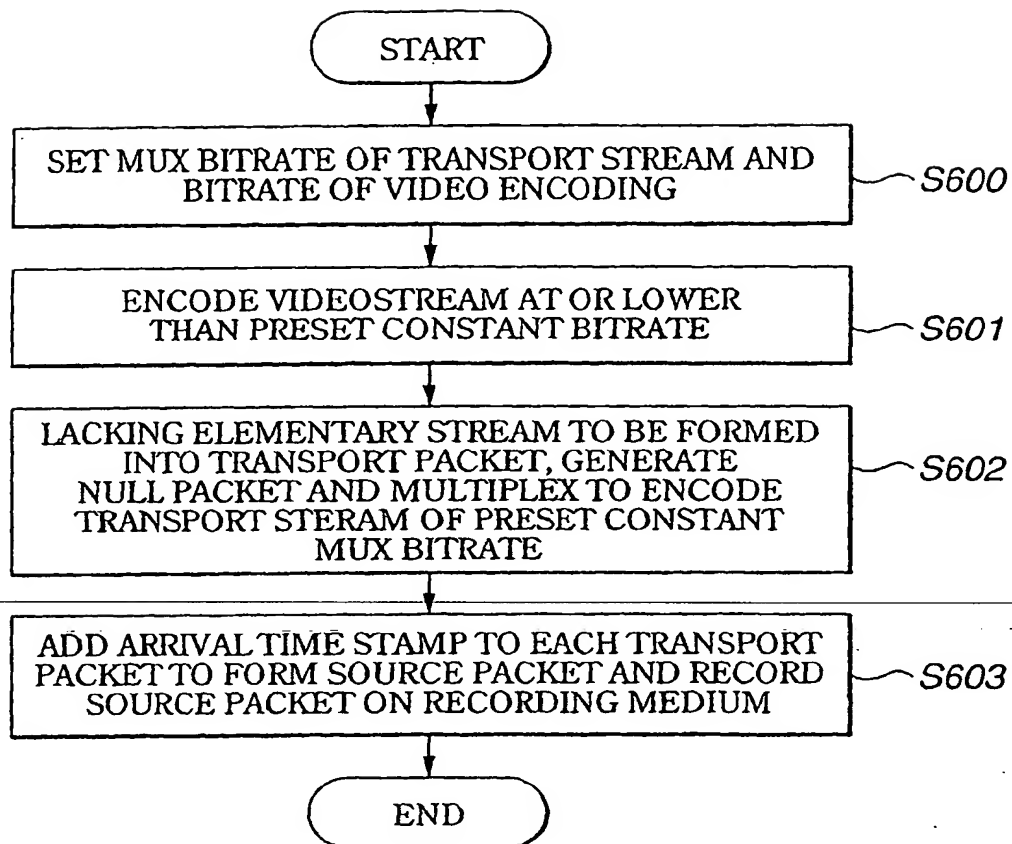 START
SET MUX BITRATE OF TRANSPORT STREAM AND
BITRATE OF VIDEO ENCODING
S600
ENCODE VIDEOSTREAM AT OR LOWER
THAN PRESET CONSTANT BITRATE
S601
LACKING ELEMENTARY STREAM TO BE FORMED
INTO TRANSPORT PACKET, GENERATE
NULL PACKET AND MULTIPLEX TO ENCODE
TRANSPORT STERAM OF PRESET CONSTANT
MUX BITRATE
S602
ADD ARRIVAL TIME STAMP TO EACH TRANSPORT
PACKET TO FORM SOURCE PACKET AND RECORD
SOURCE PACKET ON RECORDING MEDIUM
S603
END